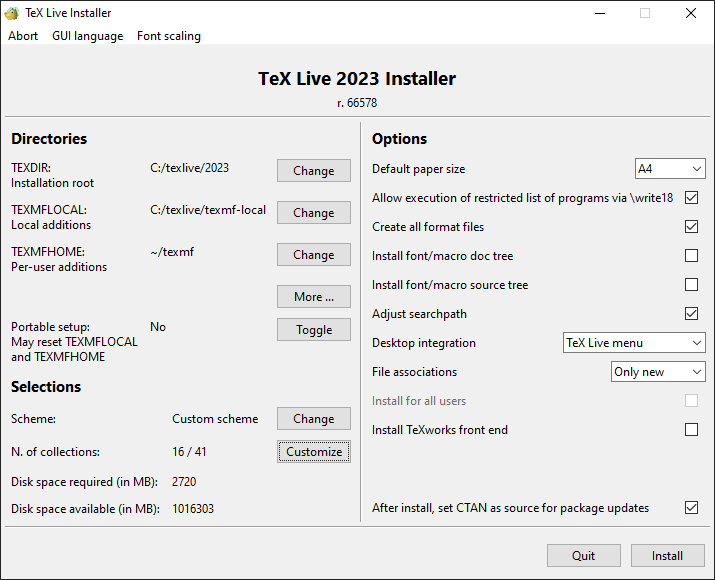 TeX Live Installer
Abort GUI language Font scaling
TeX Live 2023 Installer
r. 66578
Directories
TEXDIR: C:/texlive/2023 Change
Installation root
TEXMFLOCAL: C:/texlive/texmf-local Change
Local additions
TEXMFHOME: ~/texmf Change
Per-user additions
More ...
Portable setup: No Toggle
May reset TEXMFLOCAL
and TEXMFHOME
Selections
Scheme: Custom scheme Change
N. of collections: 16 / 41 Customize
Disk space required (in MB): 2720
Disk space available (in MB): 1016303
Options
Default paper size A4
Allow execution of restricted list of programs via \write18
Create all format files
Install font/macro doc tree
Install font/macro source tree
Adjust searchpath
Desktop integration TeX Live menu
File associations Only new
Install for all users
Install TeXworks front end
After install, set CTAN as source for package updates
Quit Install